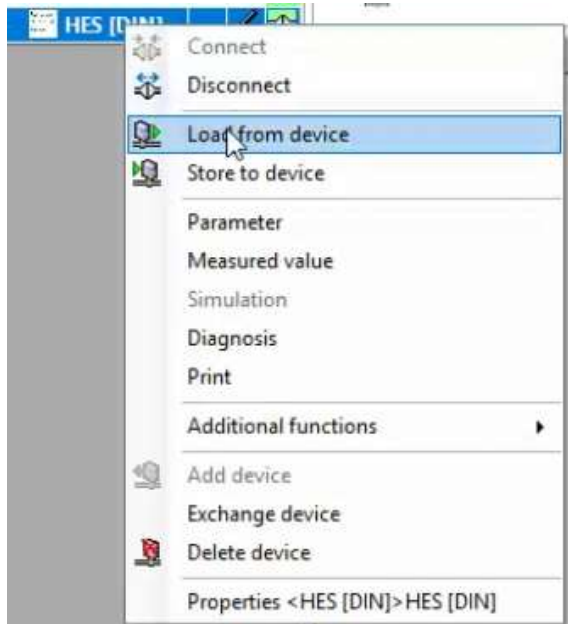 HES [DIN]
Connect
Disconnect
Load from device
Store to device
Parameter
Measured value
Simulation
Diagnosis
Print
Additional functions
Add device
Exchange device
Delete device
Properties <HES [DIN]>HES [DIN]